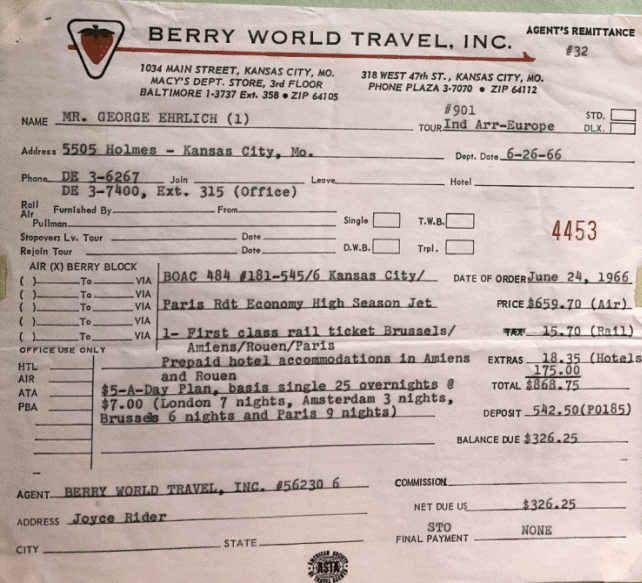 BERRY WORLD TRAVEL, INC.
AGENT'S REMITTANCE
#32
1034 MAIN STREET, KANSAS CITY, MO.
MACY'S DEPT. STORE, 3rd FLOOR
BALTIMORE 1-3737 Ext. 358 ● ZIP 64105
318 WEST 47th ST., KANSAS CITY, MO.
PHONE PLAZA 3-7070 ● ZIP 64112
NAME MR. GEORGE EHRLICH (1)
#901
TOUR Ind Arr-Europe
STD.
DLX.
Address 5505 Holmes - Kansas City, Mo.
Dept. Date 6-26-66
Phone DE 3-6267 Join Leave Hotel
DE 3-7400, Ext. 315 (Office)
Rail
Air Furnished By From
Pullman
Single T.W.B.
4453
Stopover: Lv. Tour Date
Rejoin Tour Date
D.W.B. Trpl.
AIR (X) BERRY BLOCK
( ) To VIA BOAC 484 #181-545/6 Kansas City/
DATE OF ORDER June 24, 1966
( ) To VIA
( ) To VIA Paris Rdt Economy High Season Jet
PRICE $659.70 (Air)
( ) To VIA
( ) To VIA 1- First class rail ticket Brussels/
TAX 15.70 (Rail)
Amiens/Rouen/Paris
OFFICE USE ONLY
Prepaid hotel accommodations in Amiens
EXTRAS 18.35 (Hotels
HTL
and Rouen
175.00
AIR
ATA $5-A-Day Plan, basis single 25 overnights @
TOTAL $868.75
PBA $7.00 (London 7 nights, Amsterdam 3 nights,
Brussels 6 nights and Paris 9 nights)
DEPOSIT 542.50(P0185)
BALANCE DUE $326.25
AGENT BERRY WORLD TRAVEL, INC. #56230 6
COMMISSION
NET DUE US $326.25
ADDRESS Joyce Rider
STO
FINAL PAYMENT NONE
CITY STATE
AMERICAN SOCIETY
ASTA
OF TRAVEL AGENTS